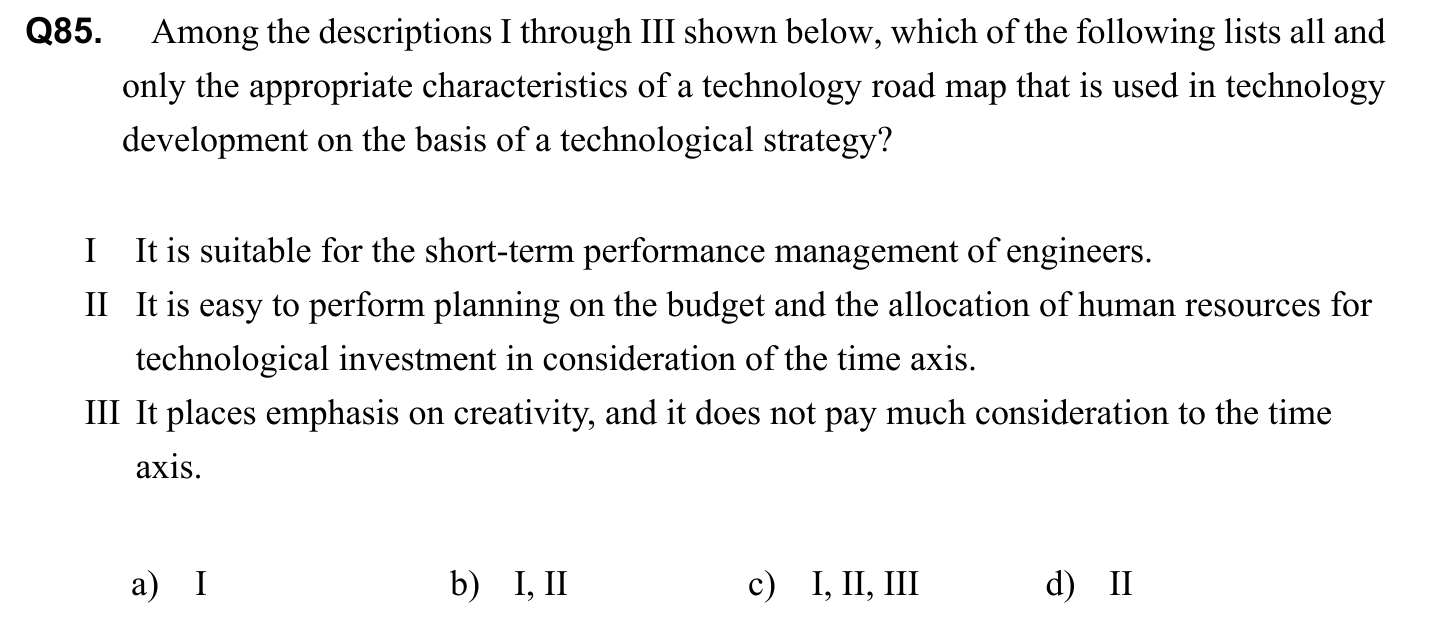 Q85. Among the descriptions I through III shown below, which of the following lists all and
only the appropriate characteristics of a technology road map that is used in technology
development on the basis of a technological strategy?
I It is suitable for the short-term performance management of engineers.
II It is easy to perform planning on the budget and the allocation of human resources for
technological investment in consideration of the time axis.
III It places emphasis on creativity, and it does not pay much consideration to the time
axis.
a) I b) I, II c) I, II, III d) II